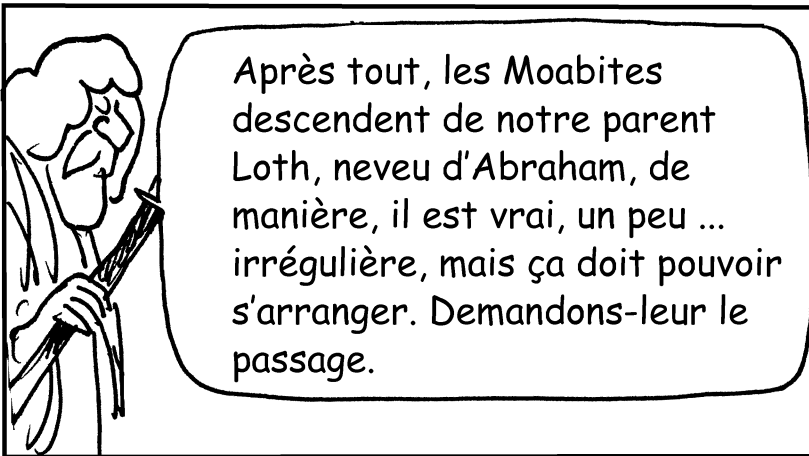 Après tout, les Moabites
descendent de notre parent
Loth, neveu d'Abraham, de
manière, il est vrai, un peu ...
irrégulière, mais ça doit pouvoir
s'arranger. Demandons-leur le
passage.